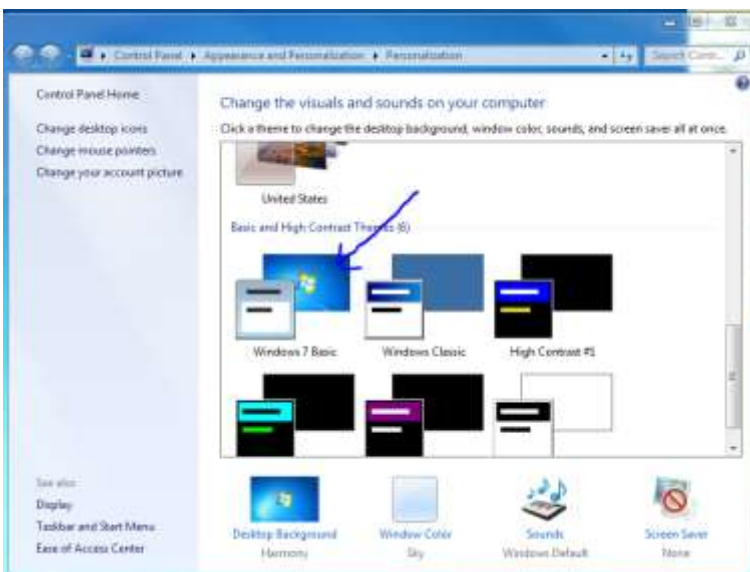 Control Panel ▸ Appearance and Personalization ▸ Personalization
Search Contr...
Control Panel Home
Change desktop icons
Change mouse pointers
Change your account picture
Change the visuals and sounds on your computer
Click a theme to change the desktop background, window color, sounds, and screen saver all at once.
United States
Basic and High Contrast Themes (6)
Windows 7 Basic
Windows Classic
High Contrast #1
See also
Display
Taskbar and Start Menu
Ease of Access Center
Desktop Background
Harmony
Window Color
Sky
Sounds
Windows Default
Screen Saver
None